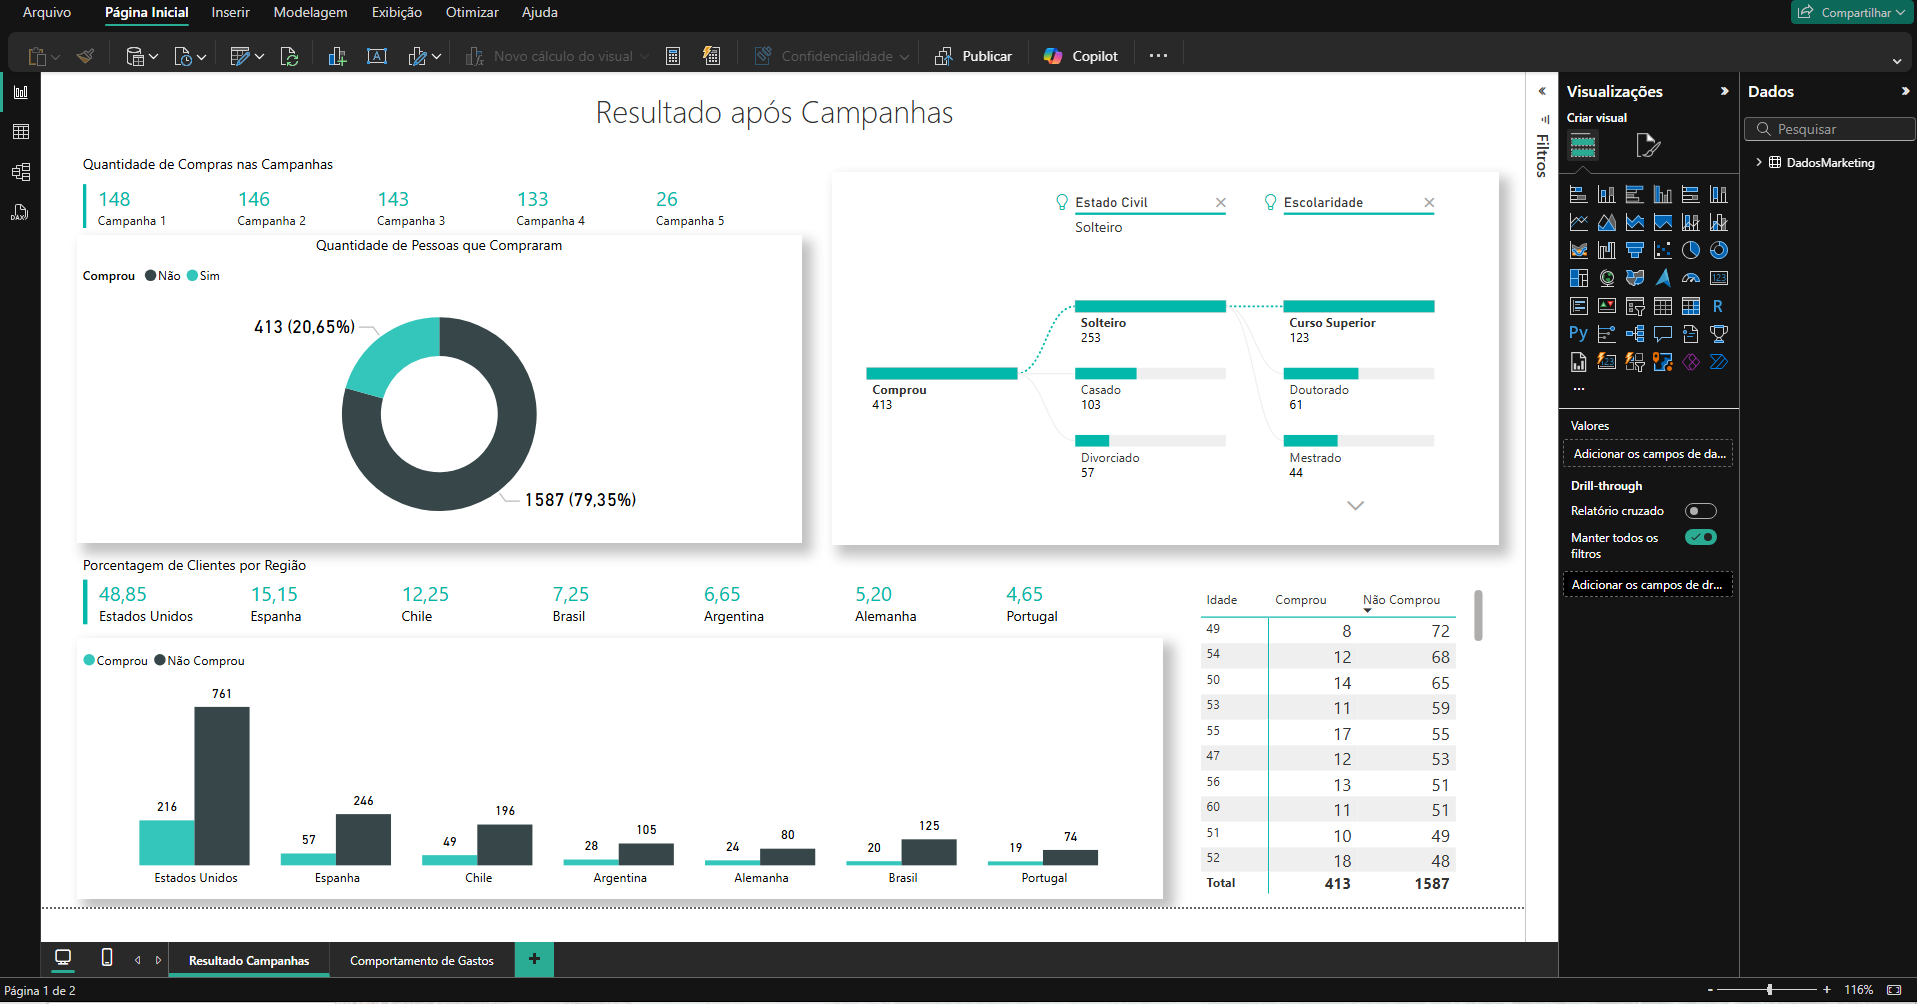 Arquivo Página Inicial Inserir Modelagem Exibição Otimizar Ajuda Compartilhar
Novo cálculo do visual Confidencialidade Publicar Copilot
Resultado após Campanhas
Quantidade de Compras nas Campanhas
148 146 143 133 26
Campanha 1 Campanha 2 Campanha 3 Campanha 4 Campanha 5
Quantidade de Pessoas que Compraram
Comprou Não Sim
413 (20,65%)
1587 (79,35%)
Estado Civil Escolaridade
Solteiro
Solteiro
253
Curso Superior
123
Comprou
413
Casado
103
Doutorado
61
Divorciado
57
Mestrado
44
Porcentagem de Clientes por Região
48,85 15,15 12,25 7,25 6,65 5,20 4,65
Estados Unidos Espanha Chile Brasil Argentina Alemanha Portugal
Comprou Não Comprou
761
216
57 246
49 196
28 105
24 80
20 125
19 74
Estados Unidos Espanha Chile Argentina Alemanha Brasil Portugal
Idade Comprou Não Comprou
49 8 72
54 12 68
50 14 65
53 11 59
55 17 55
47 12 53
56 13 51
60 11 51
51 10 49
52 18 48
Total 413 1587
Filtros
Visualizações
Criar visual
R
Py
123
DAX
Valores
Adicionar os campos de da...
Drill-through
Relatório cruzado
Manter todos os
filtros
Adicionar os campos de dr...
Dados
Pesquisar
DadosMarketing
Resultado Campanhas Comportamento de Gastos +
Página 1 de 2
- + 116%